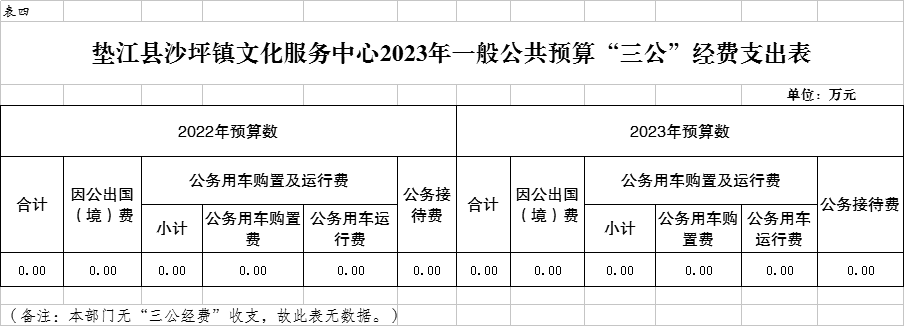 表四
垫江县沙坪镇文化服务中心2023年一般公共预算“三公”经费支出表
单位：万元
2022年预算数 2023年预算数
合计 因公出国（境）费 公务用车购置及运行费 公务接待费 合计 因公出国（境）费 公务用车购置及运行费 公务接待费
小计 公务用车购置费 公务用车运行费 小计 公务用车购置费 公务用车运行费
0.00 0.00 0.00 0.00 0.00 0.00 0.00 0.00 0.00 0.00 0.00 0.00
（备注：本部门无“三公经费”收支，故此表无数据。）